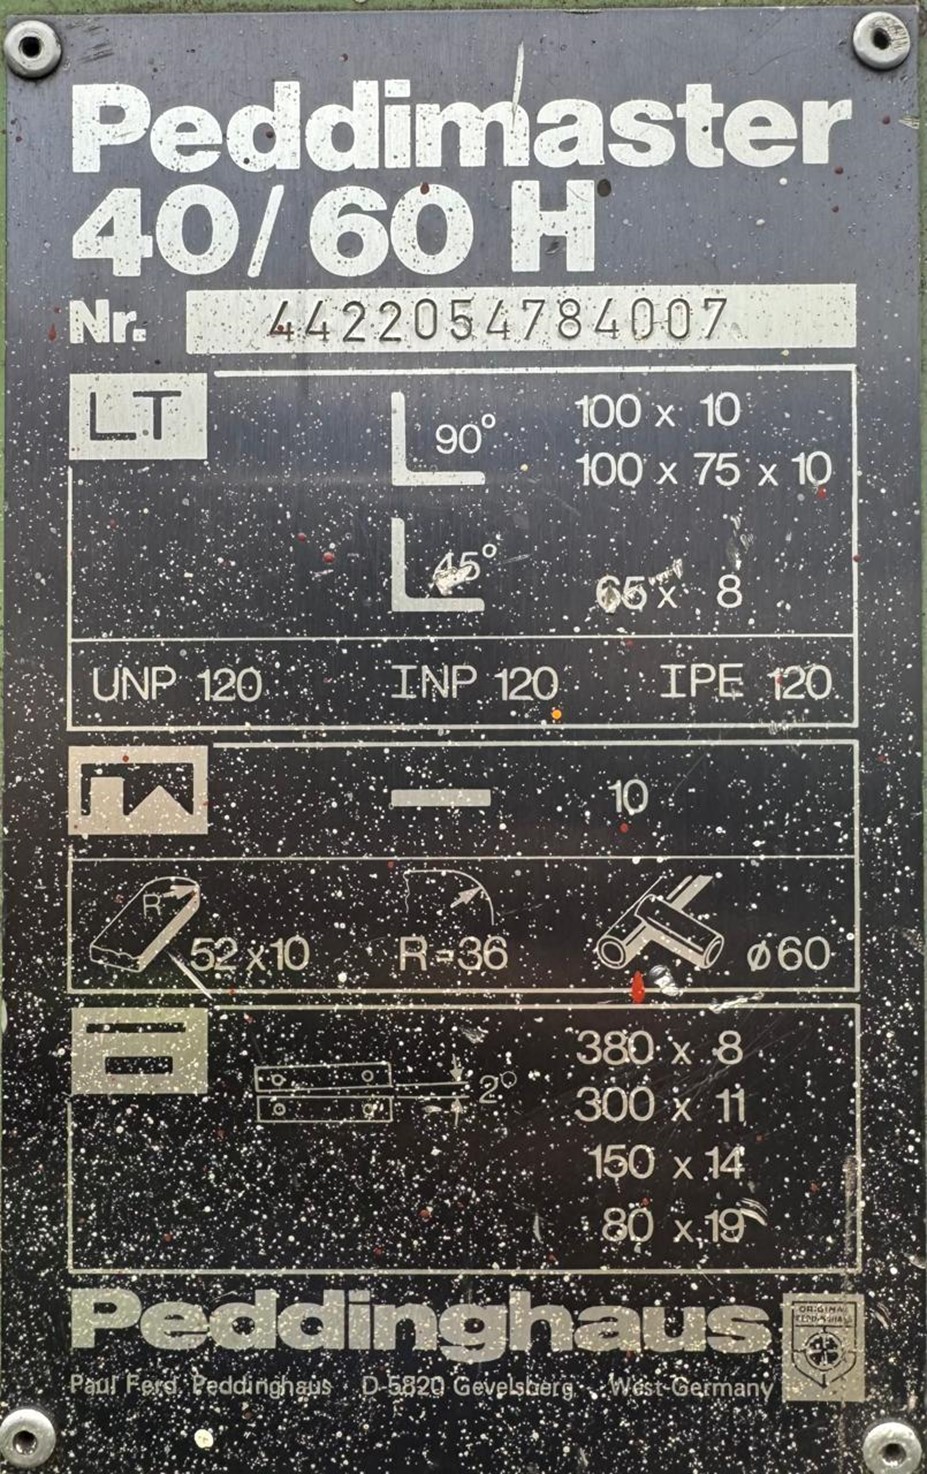 Peddimaster
40/60 H
Nr. 4422054784007
LT
90° 100 x 10
100 x 75 x 10
45° 65 x 8
UNP 120 INP 120 IPE 120
10
R
52 x 10 R=36 ø60
380 x 8
2°
300 x 11
150 x 14
80 x 19
Peddinghaus
ORIGINAL
PEDDINGHAUS
Paul Ferd. Peddinghaus D-5820 Gevelsberg West-Germany